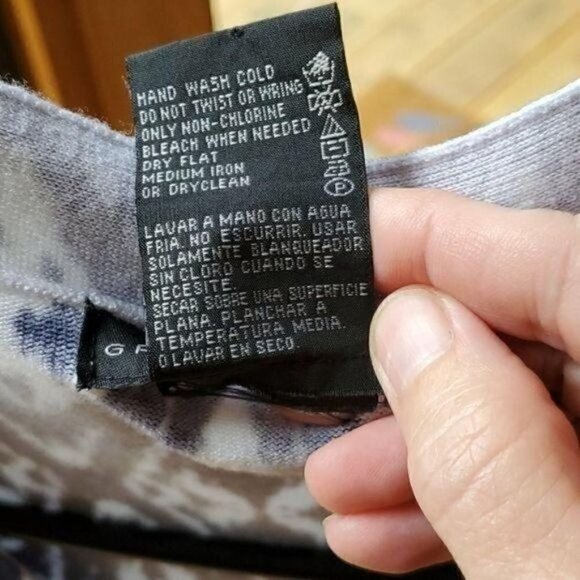 HAND WASH COLD
DO NOT TWIST OR WRING
ONLY NON-CHLORINE
BLEACH WHEN NEEDED
DRY FLAT
MEDIUM IRON
OR DRYCLEAN
LAVAR A MANO CON AGUA
FRIA. NO ESCURRIR. USAR
SOLAMENTE BLANQUEADOR
SIN CLORO CUANDO SE
NECESITE.
SECAR SOBRE UNA SUPERFICIE
PLANA. PLANCHAR A
TEMPERATURA MEDIA.
O LAVAR EN SECO.